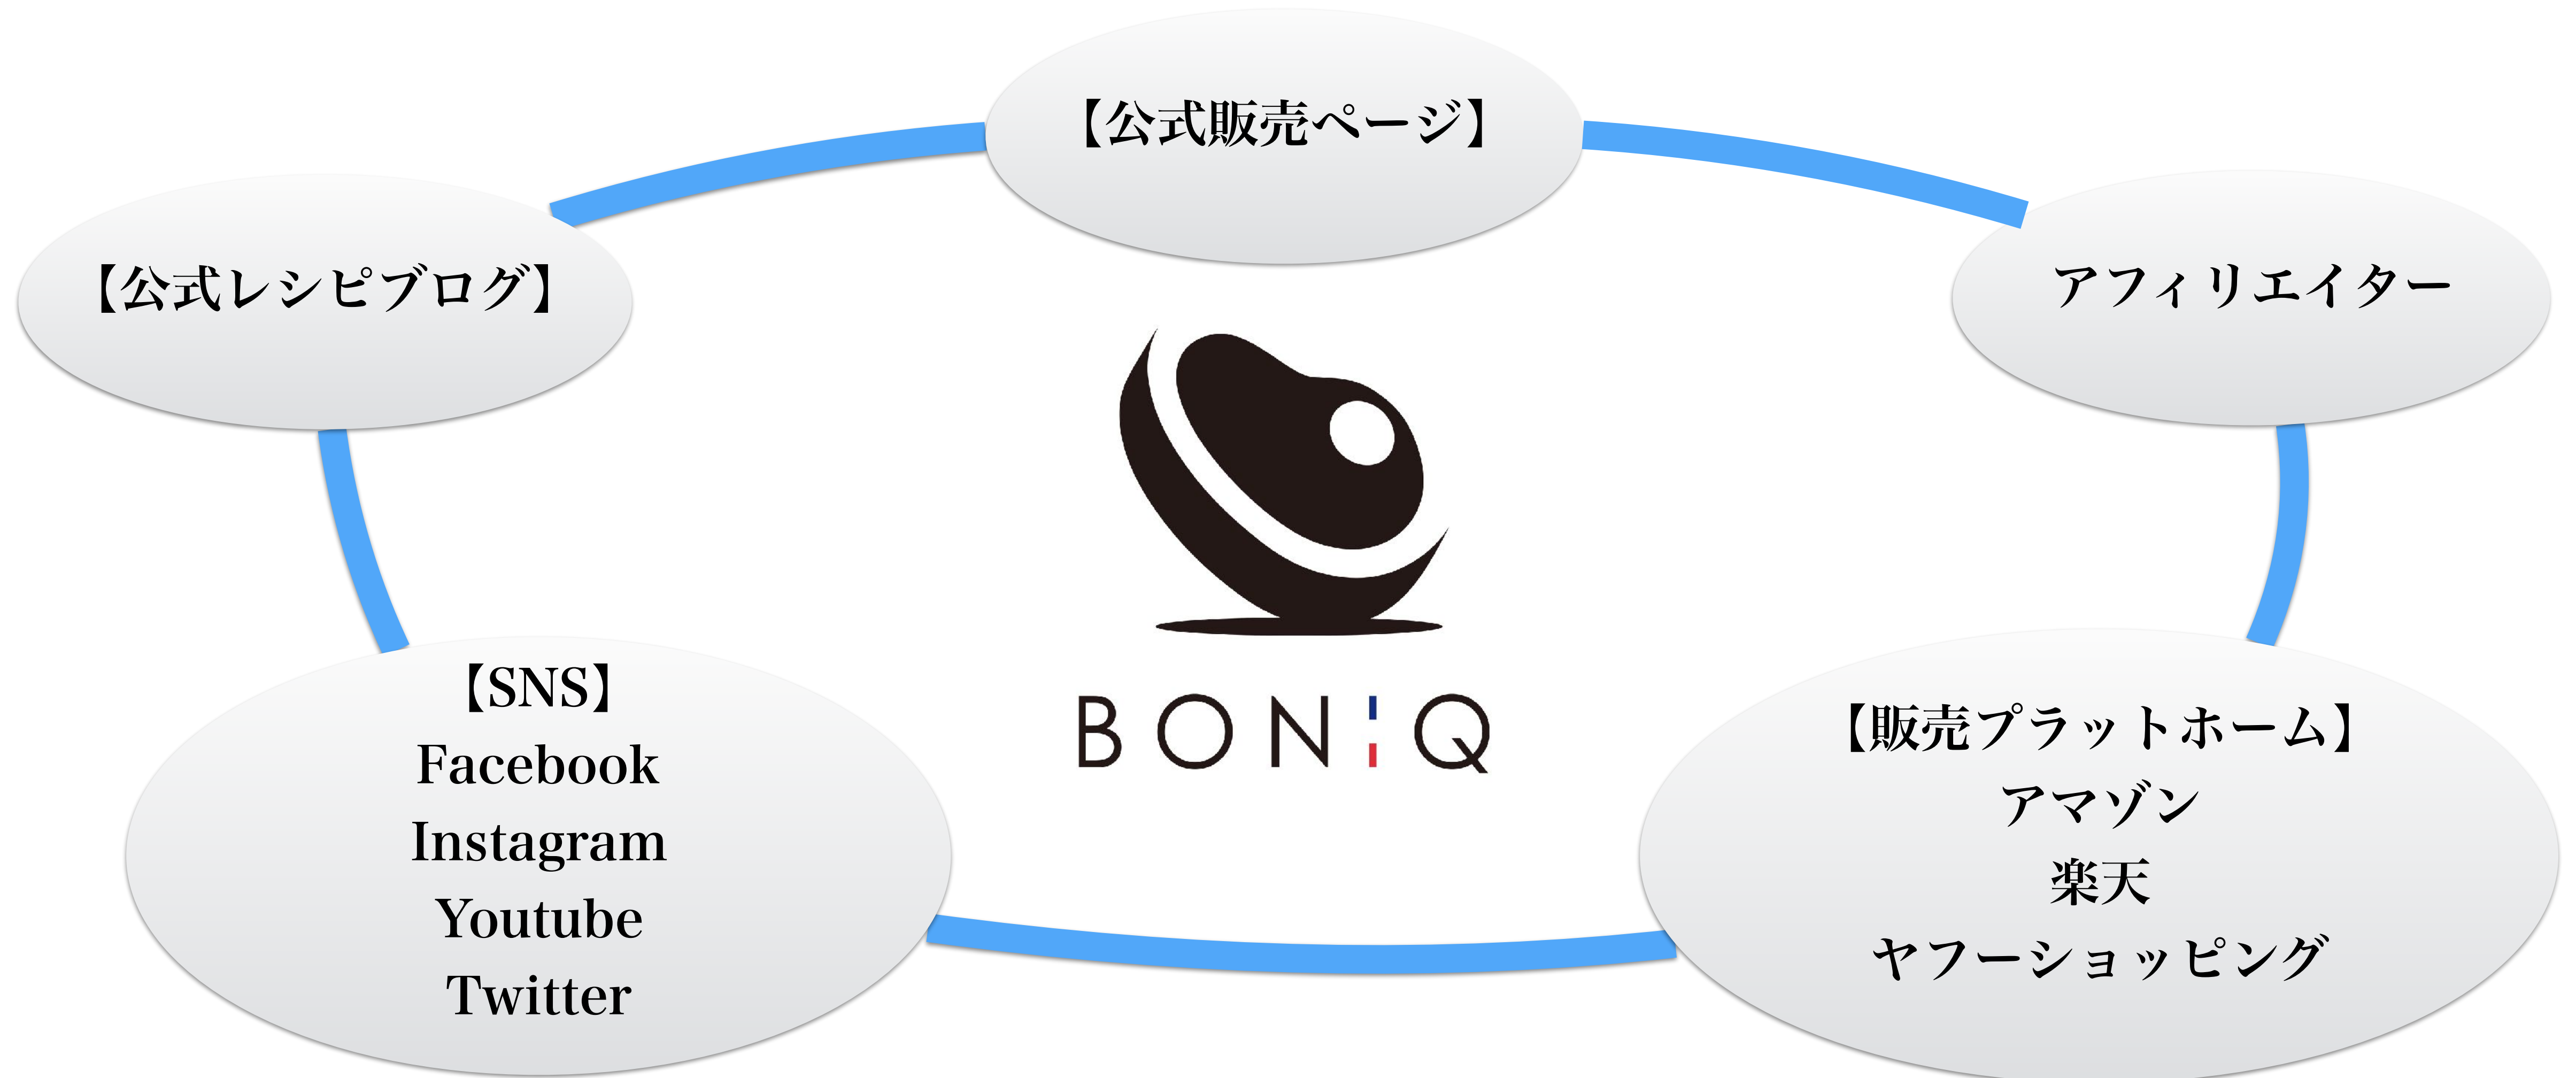 【公式販売ページ】
【公式レシピブログ】
アフィリエイター
BONIQ
【SNS】
Facebook
Instagram
Youtube
Twitter
【販売プラットホーム】
アマゾン
楽天
ヤフーショッピング